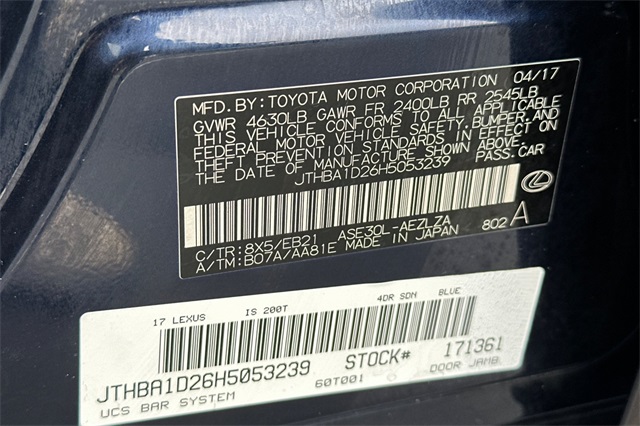 MFD.BY:TOYOTA MOTOR CORPORATION 04/17
GVWR 4630LB GAWR FR 2400LB RR 2545LB
THIS VEHICLE CONFORMS TO ALL APPLICABLE
FEDERAL MOTOR VEHICLE SAFETY,BUMPER,AND
THEFT PREVENTION STANDARDS IN EFFECT ON
THE DATE OF MANUFACTURE SHOWN ABOVE.
JTHBA1D26H5053239 PASS.CAR
C/TR:8X5/EB21 ASE30L-AEZLZA
A/TM:B07A/AA81E MADE IN JAPAN 802 A
17 LEXUS IS 200T 4DR SDN BLUE
JTHBA1D26H5053239 STOCK# 171361
UCS BAR SYSTEM 60T001 DOOR JAMB